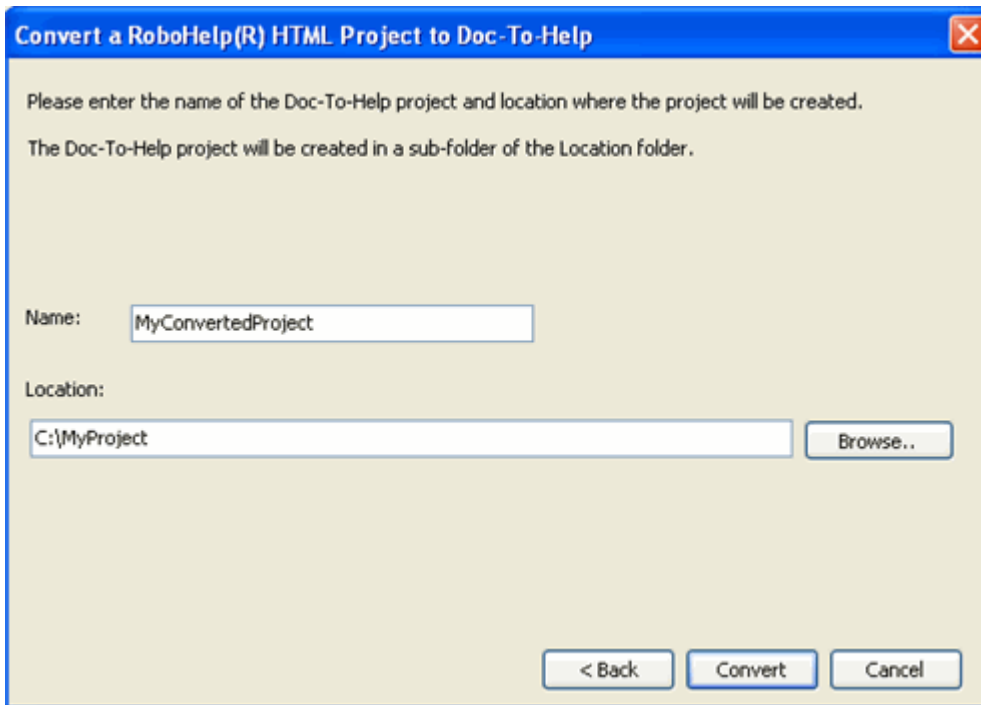 Convert a RoboHelp(R) HTML Project to Doc-To-Help
Please enter the name of the Doc-To-Help project and location where the project will be created.
The Doc-To-Help project will be created in a sub-folder of the Location folder.
Name: MyConvertedProject
Location:
C:\MyProject Browse..
< Back Convert Cancel